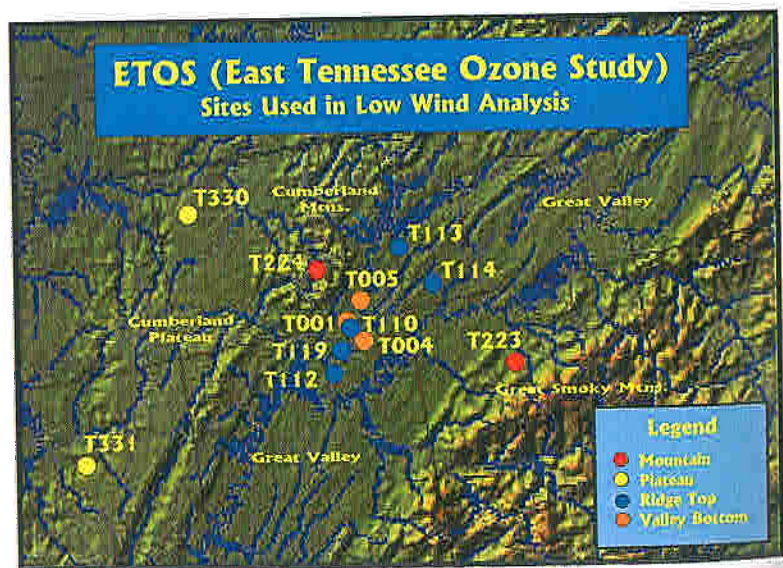 ETOS (East Tennessee Ozone Study)
Sites Used in Low Wind Analysis
T330
Cumberland
Mtns.
Great Valley
T113
T224
T114
T005
Cumberland
Plateau
T001
T110
T004
T119
T223
T112
Great Smoky Mtns.
T331
Great Valley
Legend
Mountain
Plateau
Ridge Top
Valley Bottom